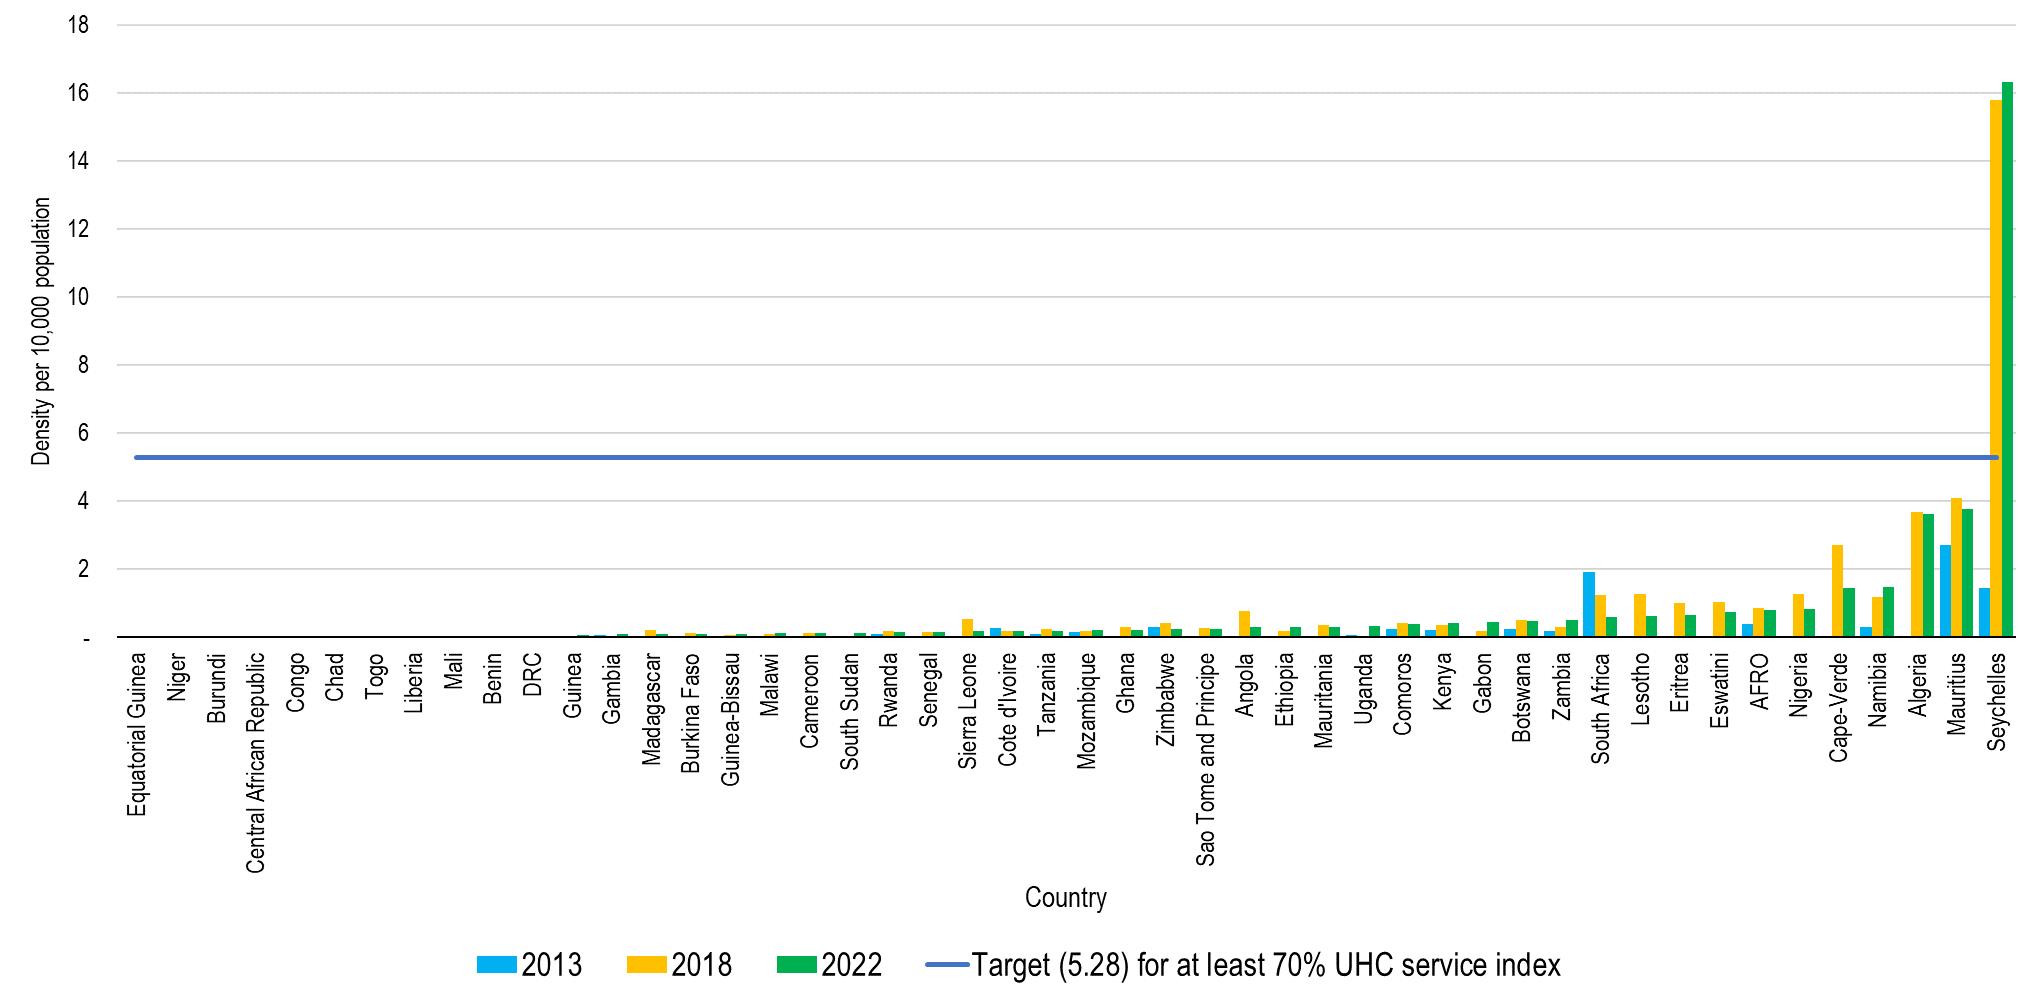 18
16
14
12
10
8
6
4
2
-
Density per 10,000 population
Equatorial Guinea
Niger
Burundi
Central African Republic
Congo
Chad
Togo
Liberia
Mali
Benin
DRC
Guinea
Gambia
Madagascar
Burkina Faso
Guinea-Bissau
Malawi
Cameroon
South Sudan
Rwanda
Senegal
Sierra Leone
Cote d'Ivoire
Tanzania
Mozambique
Ghana
Zimbabwe
Sao Tome and Principe
Angola
Ethiopia
Mauritania
Uganda
Comoros
Kenya
Gabon
Botswana
Zambia
South Africa
Lesotho
Eritrea
Eswatini
AFRO
Nigeria
Cape-Verde
Namibia
Algeria
Mauritius
Seychelles
Country
2013
2018
2022
Target (5.28) for at least 70% UHC service index